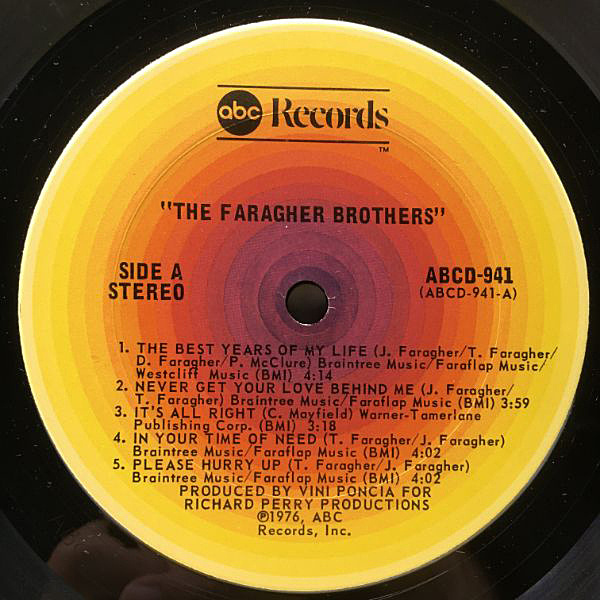 abc Records
TM
"THE FARAGHER BROTHERS"
SIDE A
STEREO
ABCD-941
(ABCD-941-A)
1. THE BEST YEARS OF MY LIFE (J. Faragher/T. Faragher/
D. Faragher/P. McClure) Braintree Music/Faraflap Music/
Westcliff Music (BMI) 4:14
2. NEVER GET YOUR LOVE BEHIND ME (J. Faragher/
T. Faragher) Braintree Music/Faraflap Music (BMI) 3:59
3. IT'S ALL RIGHT (C. Mayfield) Warner-Tamerlane
Publishing Corp. (BMI) 3:18
4. IN YOUR TIME OF NEED (T. Faragher/J. Faragher)
Braintree Music/Faraflap Music (BMI) 4:02
5. PLEASE HURRY UP (T. Faragher/J. Faragher)
Braintree Music/Faraflap Music (BMI) 4:02
PRODUCED BY VINI PONCIA FOR
RICHARD PERRY PRODUCTIONS
℗1976, ABC
Records, Inc.